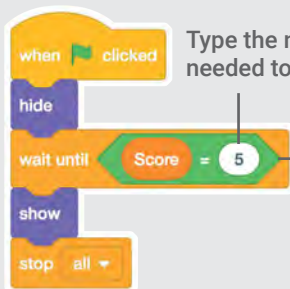 Type the
needed to
when clicked
hide
wait until Score = 5
show
stop all